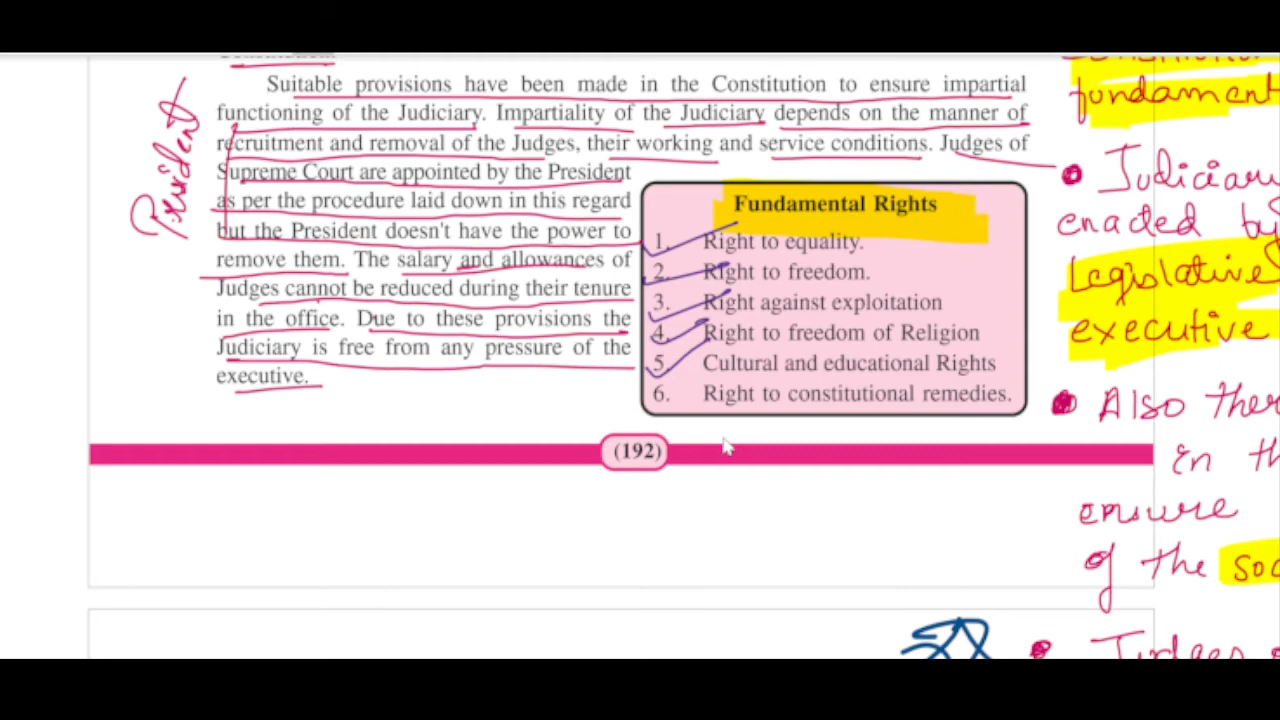 Suitable provisions have been made in the Constitution to ensure impartial
functioning of the Judiciary. Impartiality of the Judiciary depends on the manner of
recruitment and removal of the Judges, their working and service conditions. Judges of
Supreme Court are appointed by the President
as per the procedure laid down in this regard
but the President doesn't have the power to
remove them. The salary and allowances of
Judges cannot be reduced during their tenure
in the office. Due to these provisions the
Judiciary is free from any pressure of the
executive.
Fundamental Rights
1. Right to equality.
2. Right to freedom.
3. Right against exploitation
4. Right to freedom of Religion
5. Cultural and educational Rights
6. Right to constitutional remedies.
(192)
President
fundament
Judiciary
enacted by
Legislative
executive
Also ther
in th
ensure
of the soc
Judges